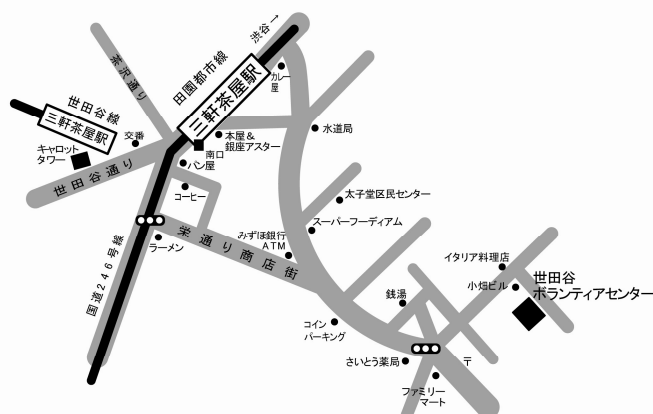 渋谷→
田園都市線
三軒茶屋駅
茶沢通り
世田谷線
三軒茶屋駅
交番
キャロット
タワー
世田谷通り
カレー
屋
本屋&
銀座アスター
南口
パン屋
コーヒー
水道局
太子堂区民センター
スーパーフーディアム
みずほ銀行
ATM
栄通り商店街
ラーメン
国道246号線
イタリア料理店
小畑ビル
世田谷
ボランティアセンター
銭湯
コイン
パーキング
さいとう薬局
〒
ファミリー
マート